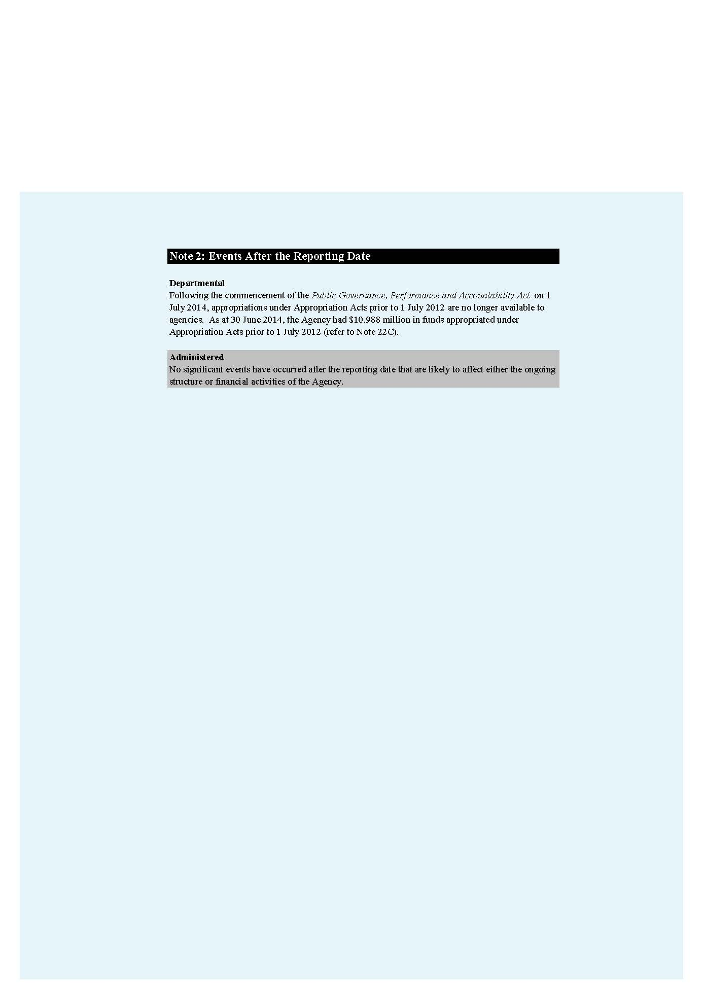 Note 2: Events After the Reporting Date
Departmental
Following the commencement of the Public Governance, Performance and Accountability Act on 1
July 2014, appropriations under Appropriation Acts prior to 1 July 2012 are no longer available to
agencies.  As at 30 June 2014, the Agency had $10.988 million in funds appropriated under
Appropriation Acts prior to 1 July 2012 (refer to Note 22C).
Administered
No significant events have occurred after the reporting date that are likely to affect either the ongoing
structure or financial activities of the Agency.